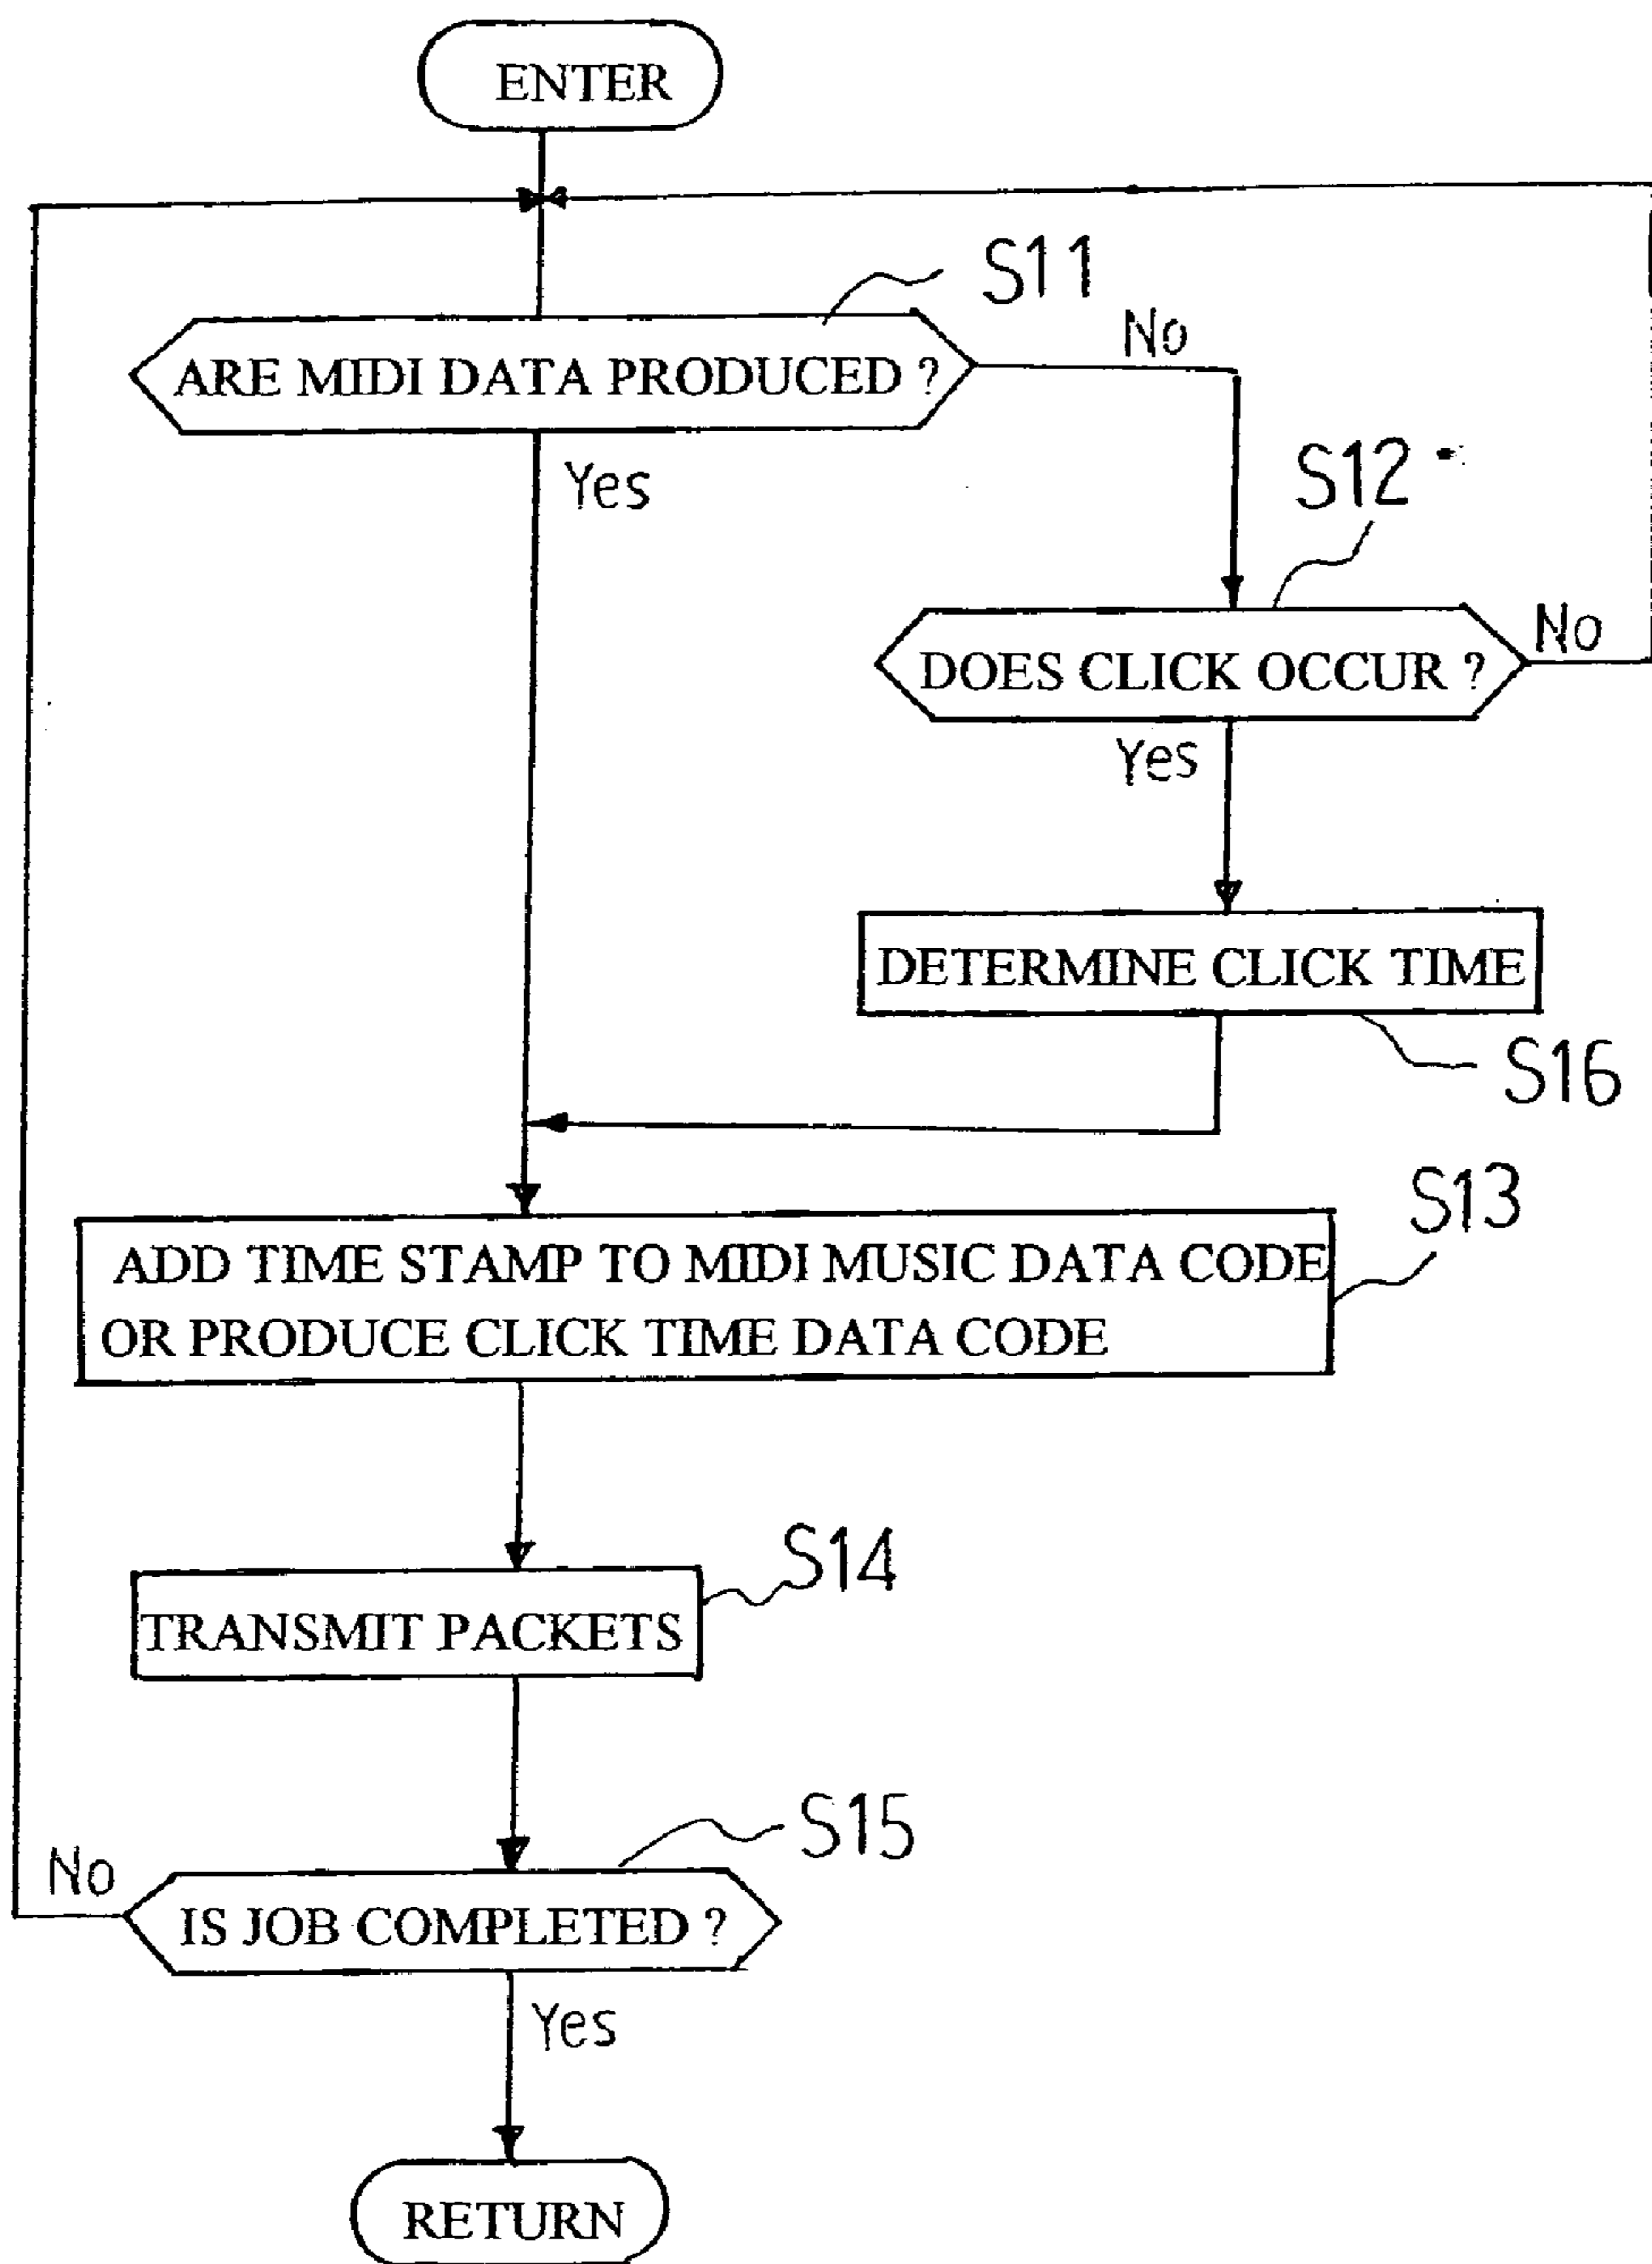 ENTER
S11
ARE MIDI DATA PRODUCED ?
No
Yes
S12
DOES CLICK OCCUR ?
No
Yes
DETERMINE CLICK TIME
S16
S13
ADD TIME STAMP TO MIDI MUSIC DATA CODE
OR PRODUCE CLICK TIME DATA CODE
S14
TRANSMIT PACKETS
S15
No
IS JOB COMPLETED ?
Yes
RETURN